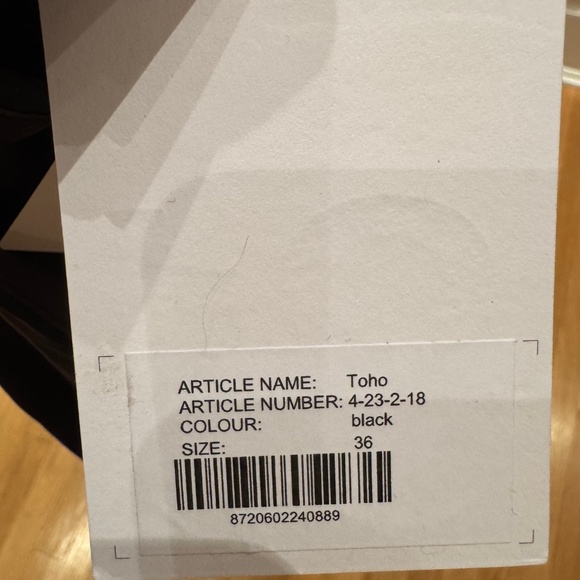 ARTICLE NAME: Toho
ARTICLE NUMBER: 4-23-2-18
COLOUR: black
SIZE: 36
8720602240889